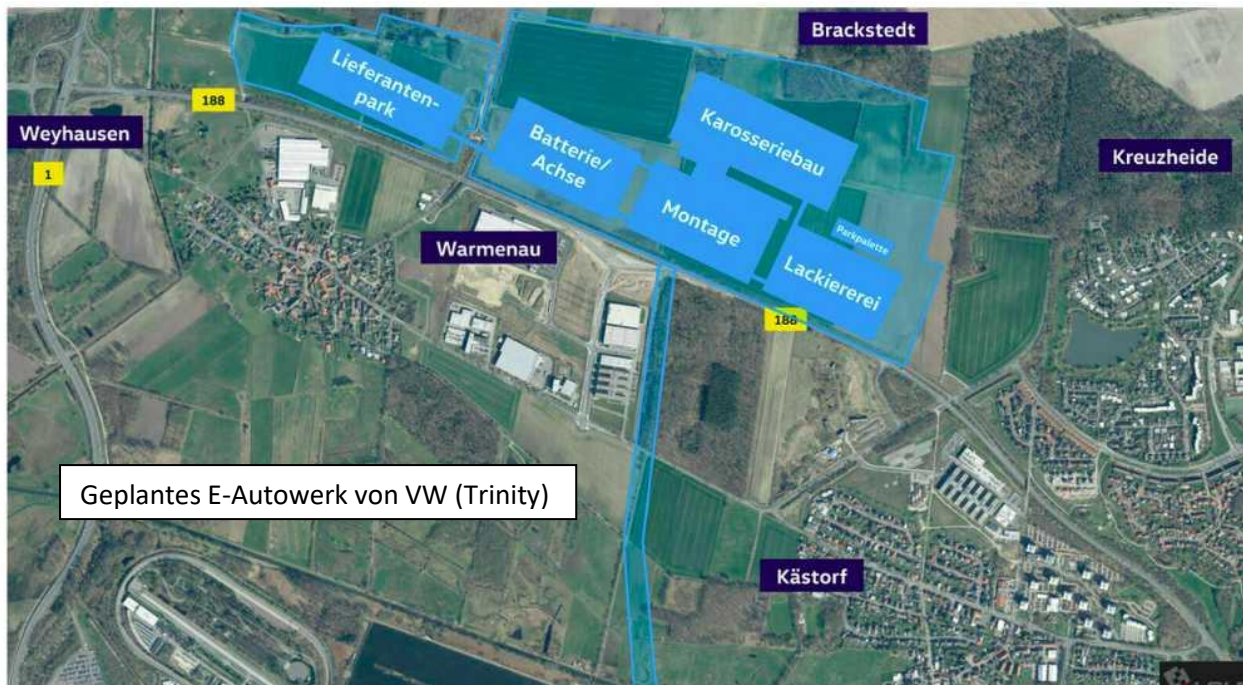 Brackstedt
Lieferanten-
park
188
Weyhausen
Batterie/
Achse
Karosseriebau
Kreuzheide
1
Montage
Parkpalette
Warmenau
Lackiererei
188
Geplantes E-Autowerk von VW (Trinity)
Kästorf